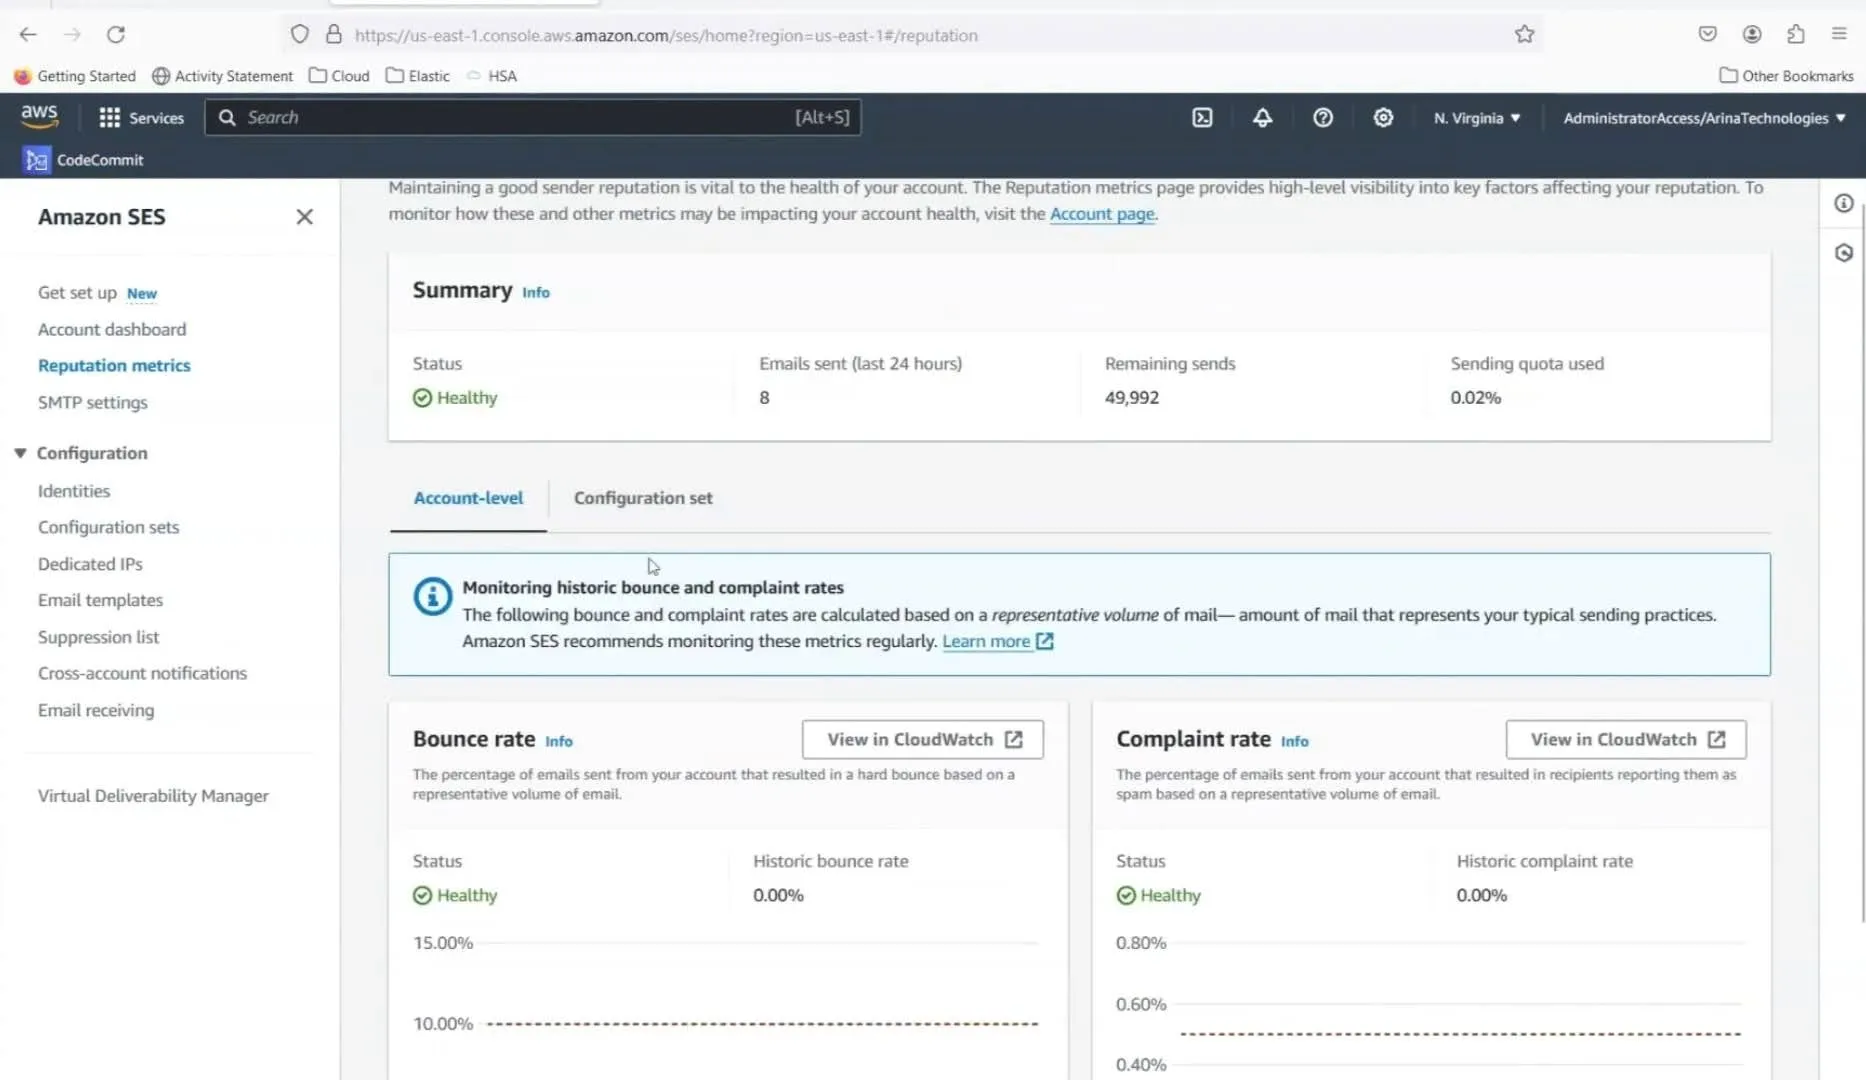 https://us-east-1.console.aws.amazon.com/ses/home?region=us-east-1#/reputation
Getting Started Activity Statement Cloud Elastic HSA Other Bookmarks
aws Services Search [Alt+S] N. Virginia AdministratorAccess/ArinaTechnologies
CodeCommit
Amazon SES
Get set up New
Account dashboard
Reputation metrics
SMTP settings
Configuration
Identities
Configuration sets
Dedicated IPs
Email templates
Suppression list
Cross-account notifications
Email receiving
Virtual Deliverability Manager
Maintaining a good sender reputation is vital to the health of your account. The Reputation metrics page provides high-level visibility into key factors affecting your reputation. To
monitor how these and other metrics may be impacting your account health, visit the Account page.
Summary Info
Status Emails sent (last 24 hours) Remaining sends Sending quota used
Healthy 8 49,992 0.02%
Account-level Configuration set
Monitoring historic bounce and complaint rates
The following bounce and complaint rates are calculated based on a representative volume of mail— amount of mail that represents your typical sending practices.
Amazon SES recommends monitoring these metrics regularly. Learn more
Bounce rate Info View in CloudWatch
The percentage of emails sent from your account that resulted in a hard bounce based on a
representative volume of email.
Status Historic bounce rate
Healthy 0.00%
15.00%
10.00%
Complaint rate Info View in CloudWatch
The percentage of emails sent from your account that resulted in recipients reporting them as
spam based on a representative volume of email.
Status Historic complaint rate
Healthy 0.00%
0.80%
0.60%
0.40%